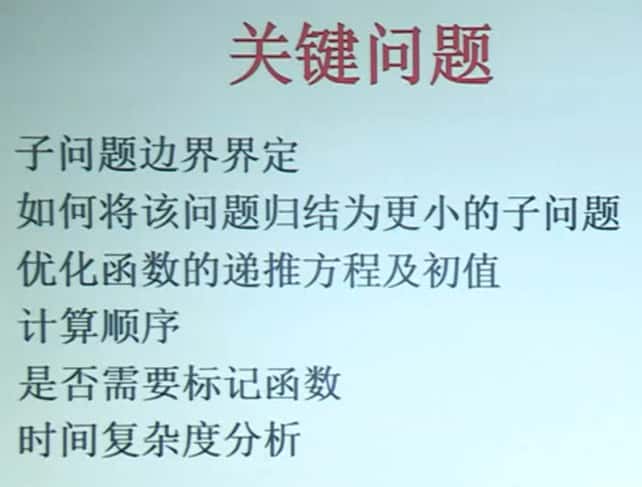 关键问题
子问题边界界定
如何将该问题归结为更小的子问题
优化函数的递推方程及初值
计算顺序
是否需要标记函数
时间复杂度分析